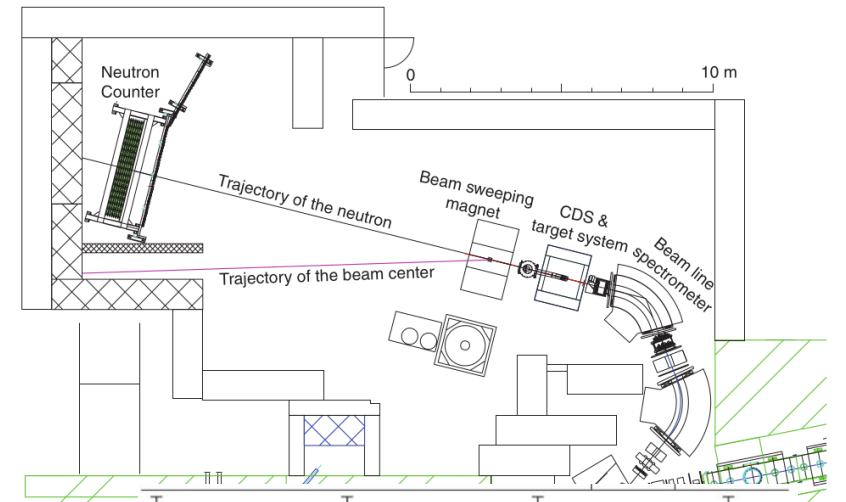 Neutron
Counter
0
10 m
Trajectory of the neutron
Beam sweeping
magnet
CDS &
target system
Beam line
spectrometer
Trajectory of the beam center